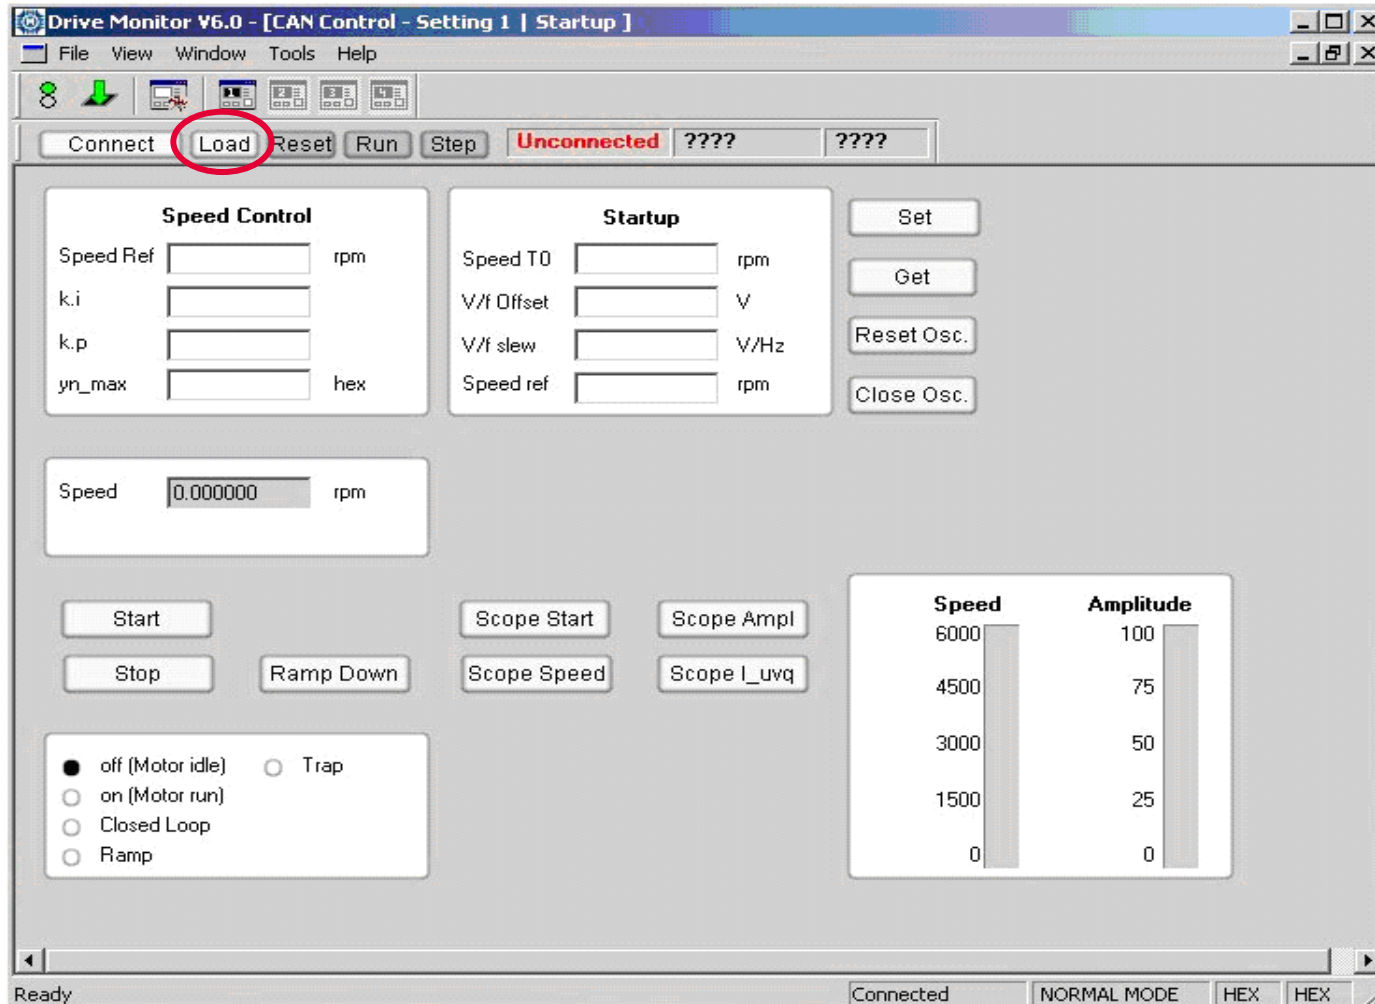 Drive Monitor V6.0 - [CAN Control - Setting 1 | Startup ]
File View Window Tools Help
Connect Load Reset Run Step Unconnected ???? ????
Speed Control
Speed Ref rpm
k.i
k.p
yn_max hex
Startup
Speed T0 rpm
V/f Offset V
V/f slew V/Hz
Speed ref rpm
Set
Get
Reset Osc.
Close Osc.
Speed 0.000000 rpm
Start Scope Start Scope Ampl
Stop Ramp Down Scope Speed Scope I_uvq
off (Motor idle) Trap
on (Motor run)
Closed Loop
Ramp
Speed Amplitude
6000 100
4500 75
3000 50
1500 25
0 0
Ready Connected NORMAL MODE HEX HEX